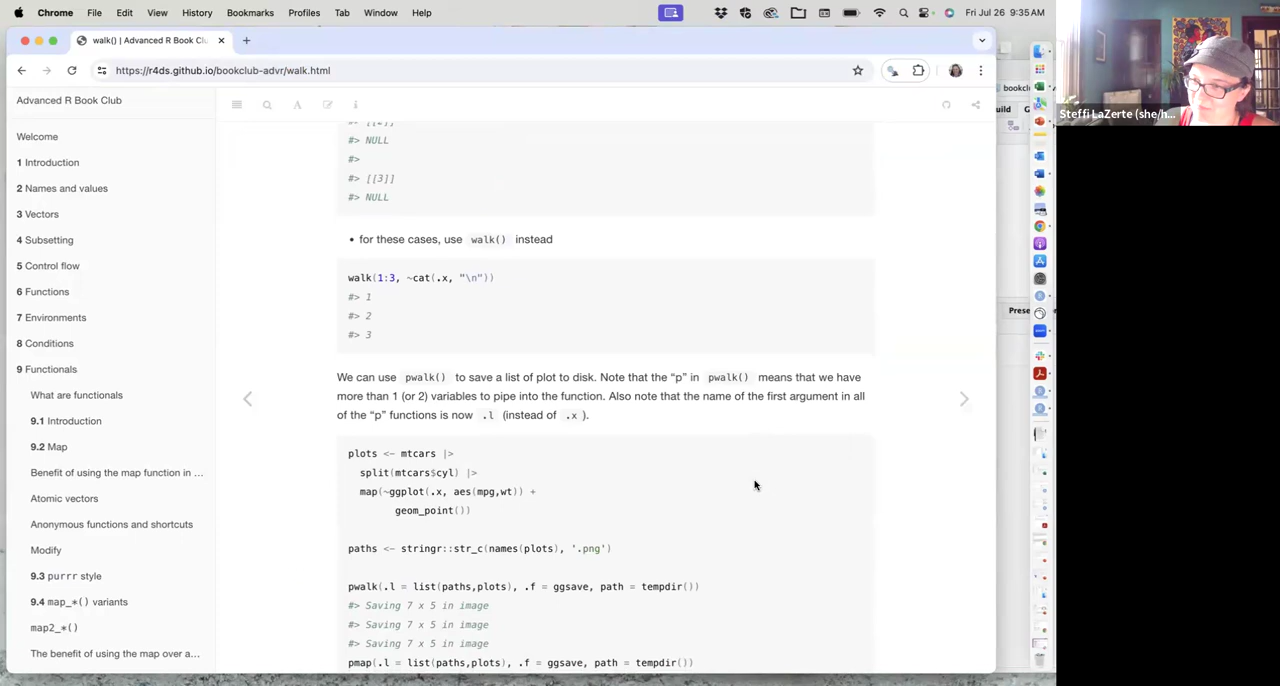 Chrome File Edit View History Bookmarks Profiles Tab Window Help Fri Jul 26 9:35 AM
walk() | Advanced R Book Clu
https://r4ds.github.io/bookclub-advr/walk.html
Steffi LaZerte (she/h...
Advanced R Book Club
Welcome
1 Introduction
2 Names and values
3 Vectors
4 Subsetting
5 Control flow
6 Functions
7 Environments
8 Conditions
9 Functionals
What are functionals
9.1 Introduction
9.2 Map
Benefit of using the map function in ...
Atomic vectors
Anonymous functions and shortcuts
Modify
9.3 purrr style
9.4 map_*() variants
map2_*()
The benefit of using the map over a...
#> [[2]]
#> NULL
#>
#> [[3]]
#> NULL
• for these cases, use walk() instead
walk(1:3, ~cat(.x, "\n"))
#> 1
#> 2
#> 3
We can use pwalk() to save a list of plot to disk. Note that the “p” in pwalk() means that we have
more than 1 (or 2) variables to pipe into the function. Also note that the name of the first argument in all
of the “p” functions is now .l (instead of .x ).
plots <- mtcars |>
split(mtcars$cyl) |>
map(~ggplot(.x, aes(mpg,wt)) +
geom_point())
paths <- stringr::str_c(names(plots), '.png')
pwalk(.l = list(paths,plots), .f = ggsave, path = tempdir())
#> Saving 7 x 5 in image
#> Saving 7 x 5 in image
#> Saving 7 x 5 in image
pmap(.l = list(paths,plots), .f = ggsave, path = tempdir())
bookcl
uild
Prese